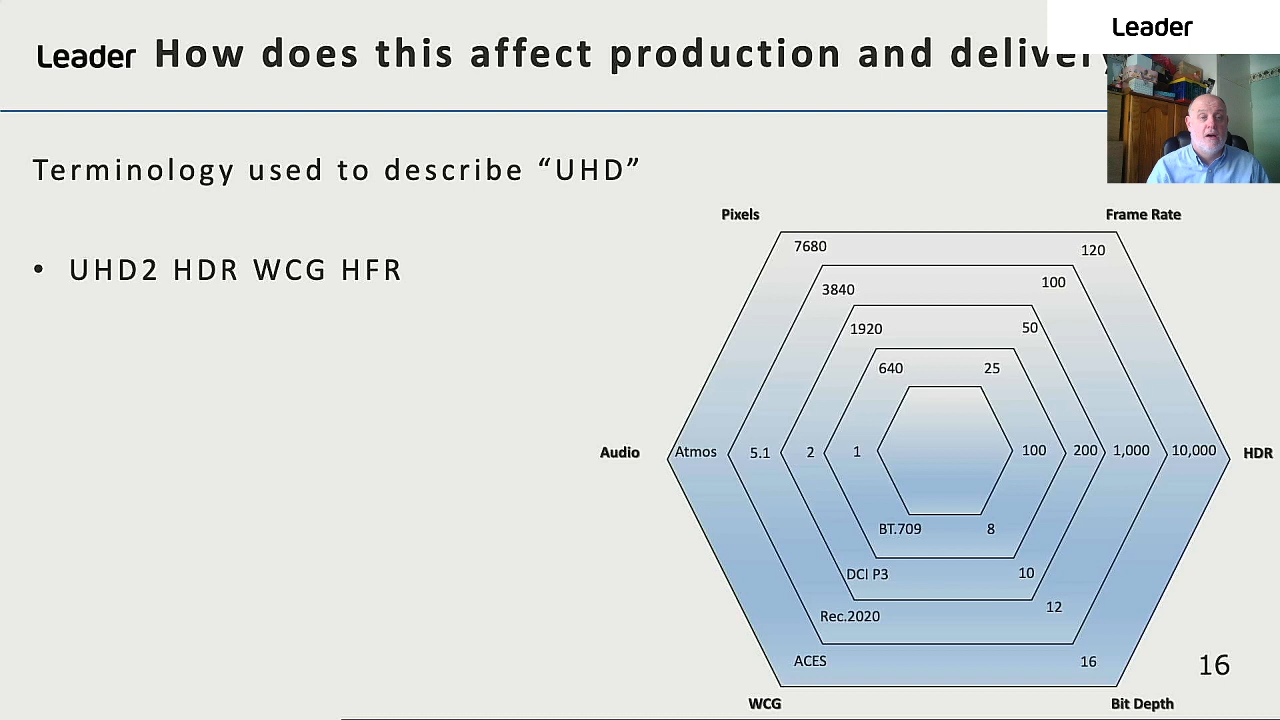 Leader
Leader How does this affect production and deliver
Terminology used to describe “UHD”
• UHD2 HDR WCG HFR
Pixels Frame Rate
7680 120
3840 100
1920 50
640 25
Audio Atmos 5.1 2 1 100 200 1,000 10,000 HDR
BT.709 8
DCI P3 10
Rec.2020 12
ACES 16
16
WCG Bit Depth